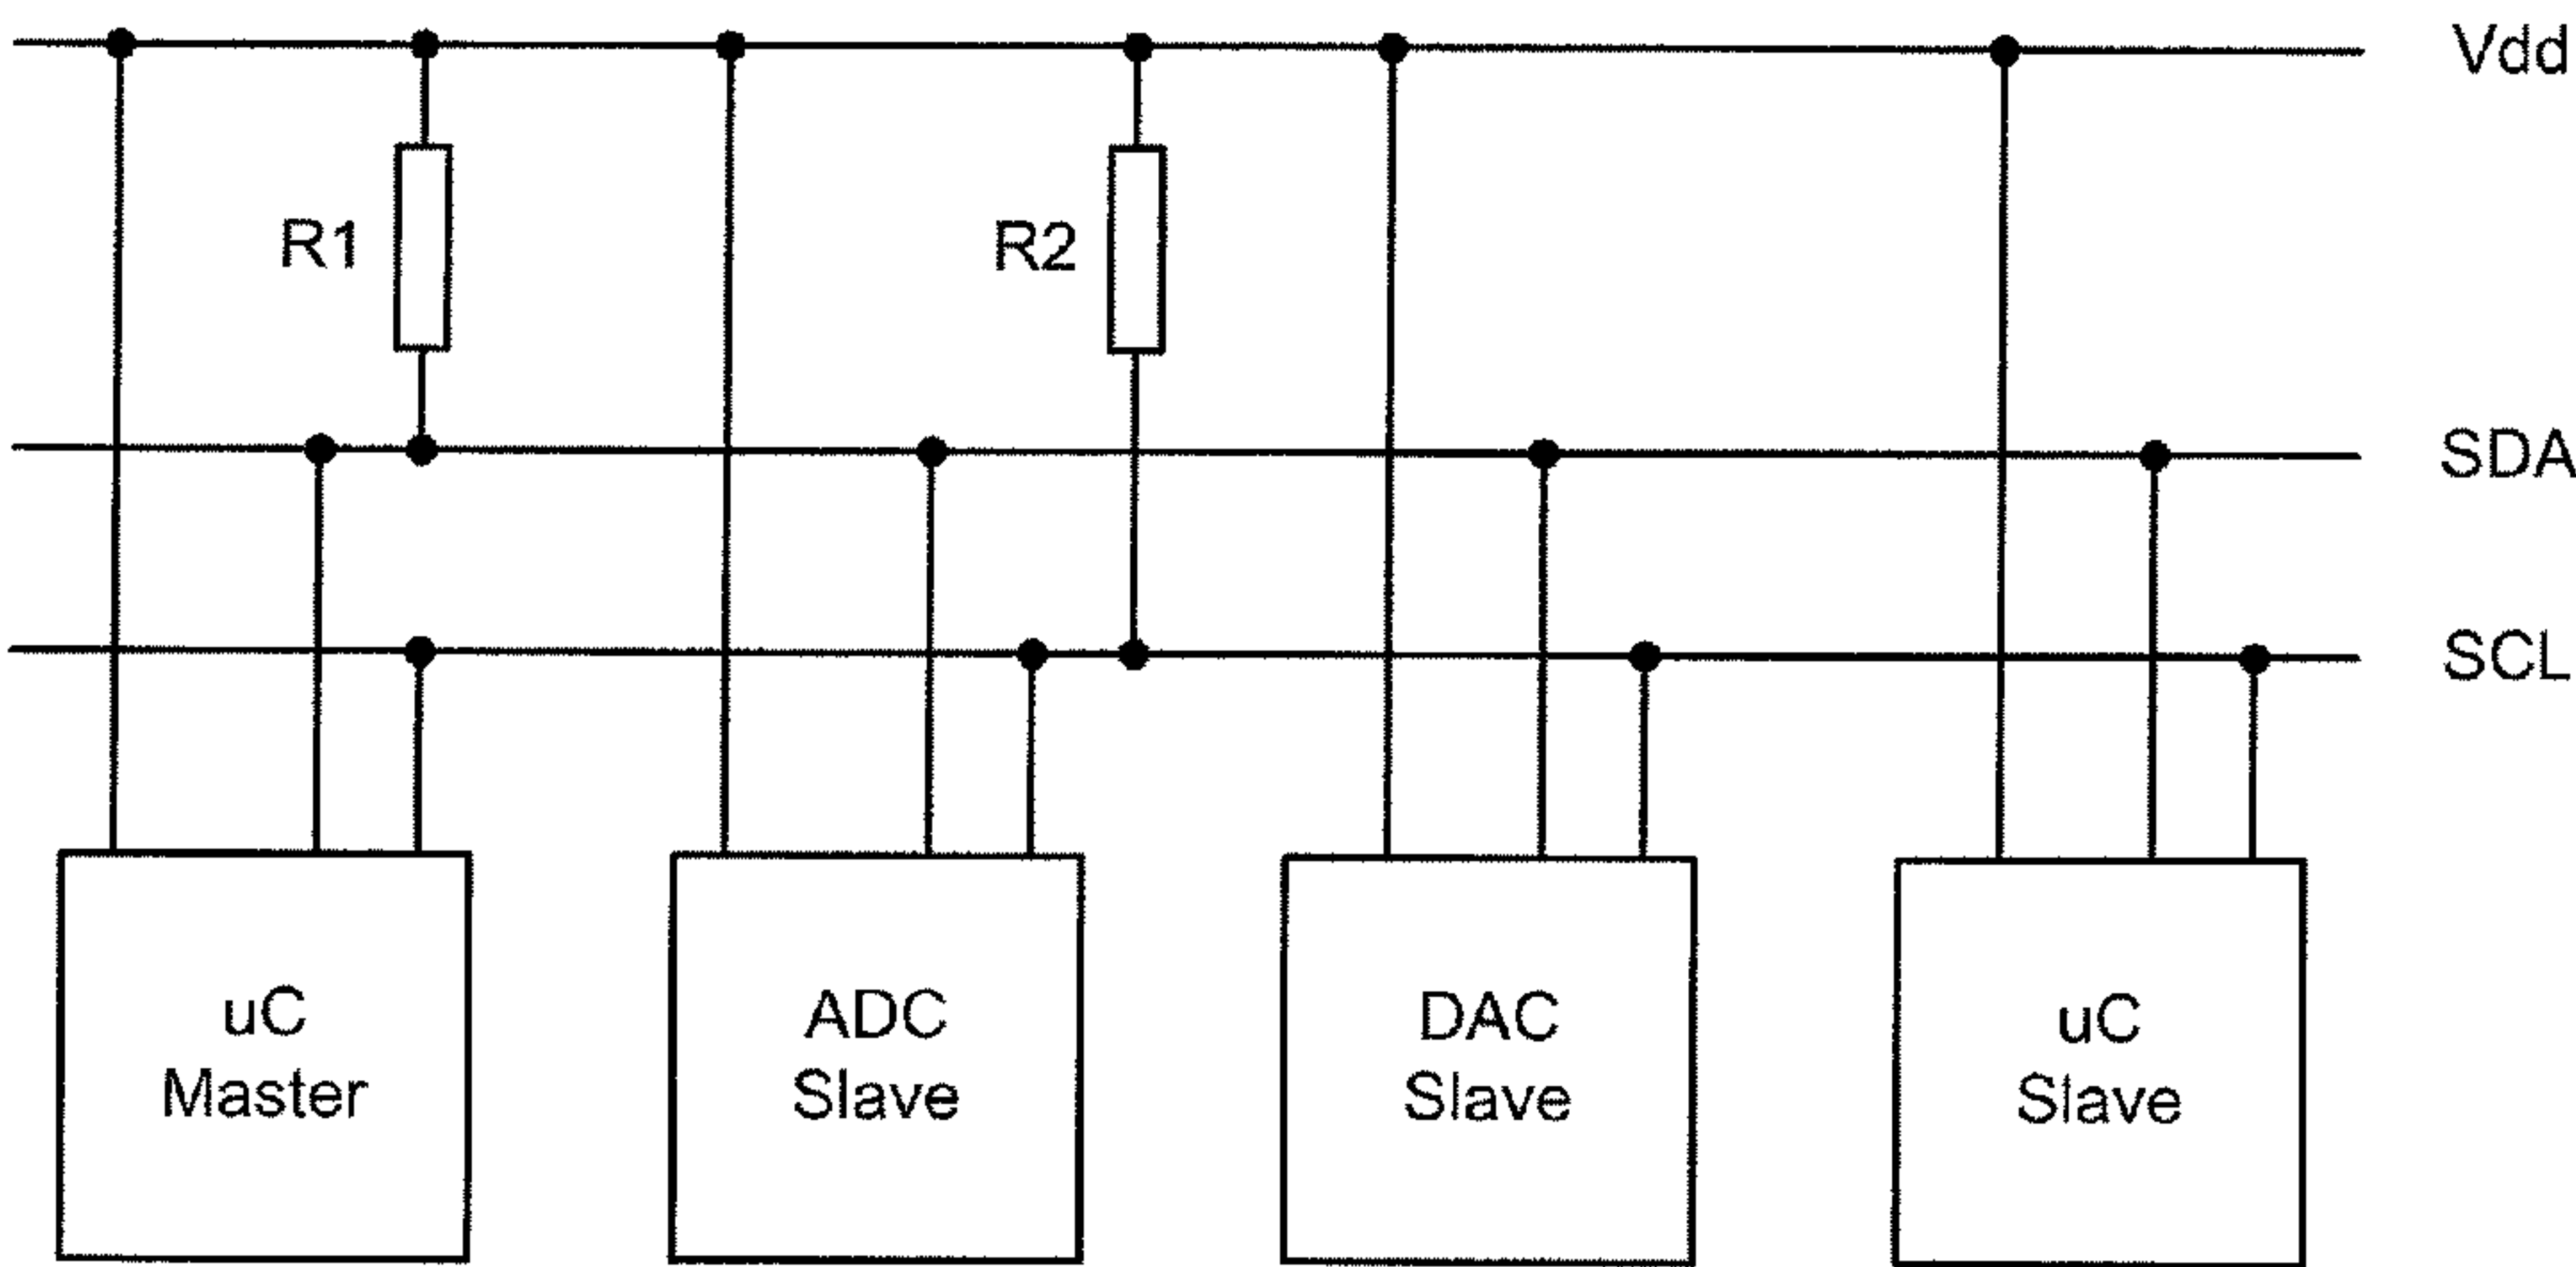 Vdd
R1
R2
SDA
SCL
uC
Master
ADC
Slave
DAC
Slave
uC
Slave